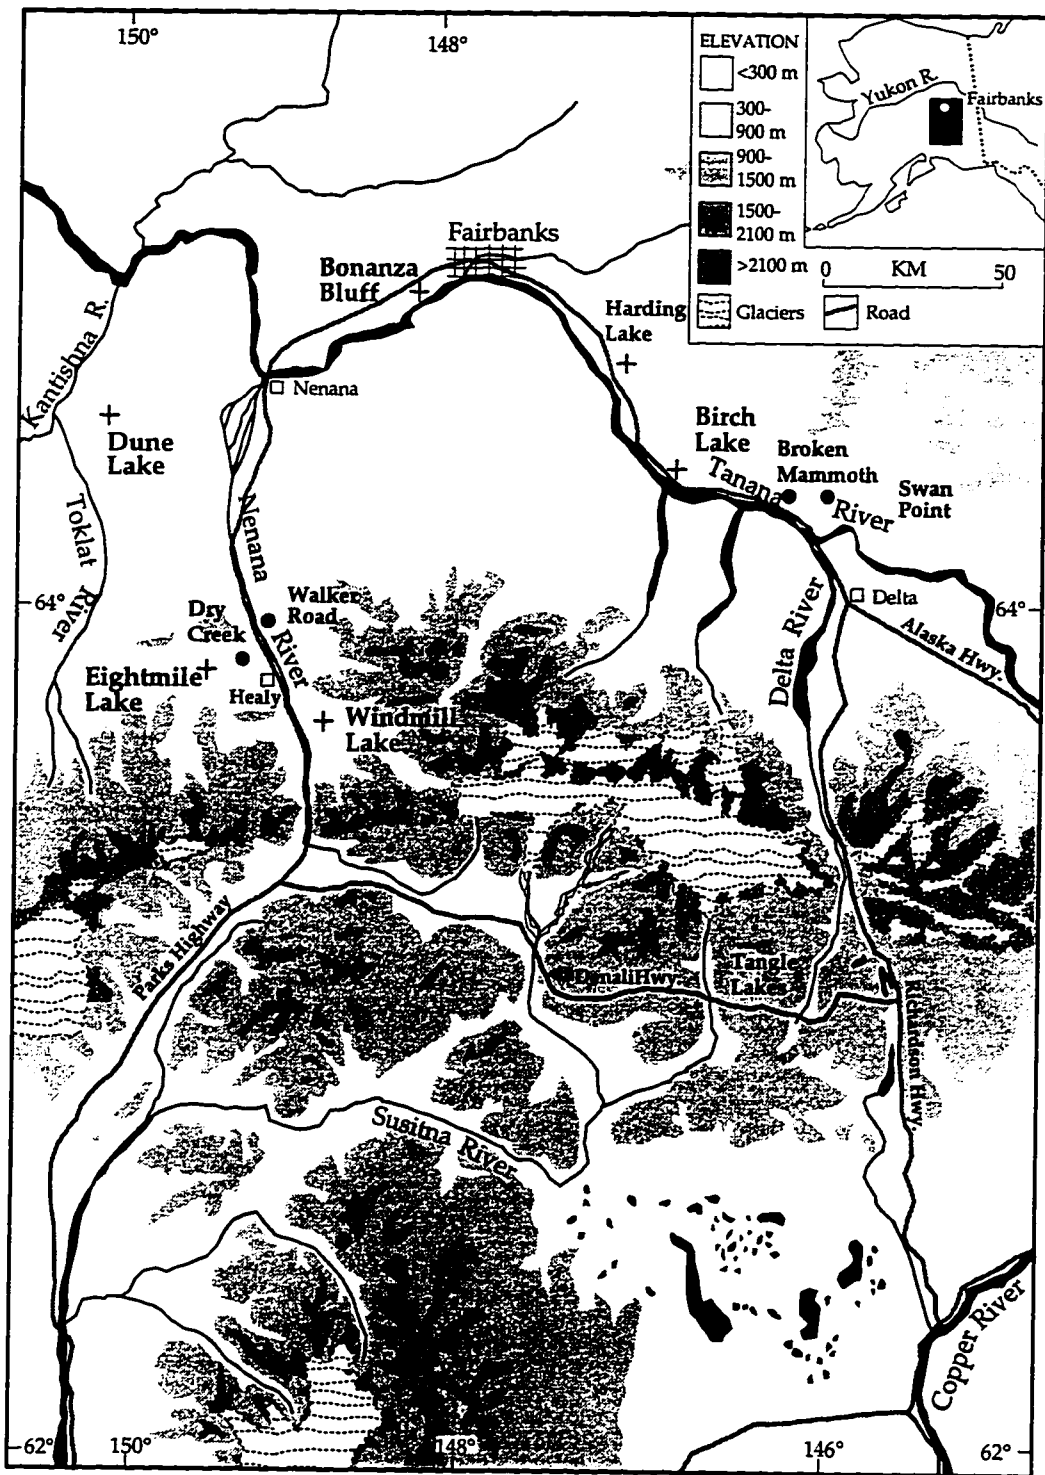 150°
148°
ELEVATION
<300 m
300-
900 m
900-
1500 m
1500-
2100 m
>2100 m
Glaciers
Road
0 KM 50
Yukon R.
Fairbanks
Fairbanks
Bonanza
Bluff
Harding
Lake
Kantishna R.
Nenana
Dune
Lake
Birch
Lake
Broken
Mammoth
Swan
Point
Tanana
River
Toklat
River
Nenana
River
64°
Dry
Creek
Walker
Road
Delta
64°
Delta River
Alaska Hwy.
Eightmile
Lake
Healy
Windmill
Lake
Parks Highway
Denali Hwy
Tangle
Lakes
Richardson Hwy.
Susitna River
Copper River
62°
150°
148°
146°
62°